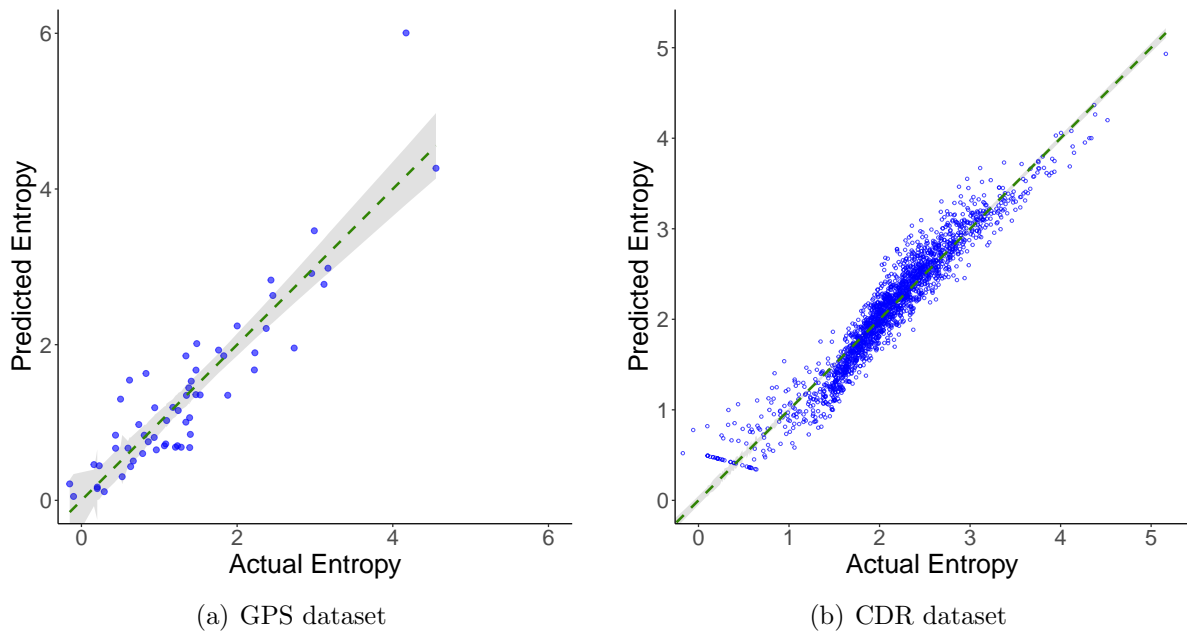 6
4
2
0
Predicted Entropy
0 2 4 6
Actual Entropy
(a) GPS dataset
5
4
3
2
1
0
Predicted Entropy
0 1 2 3 4 5
Actual Entropy
(b) CDR dataset